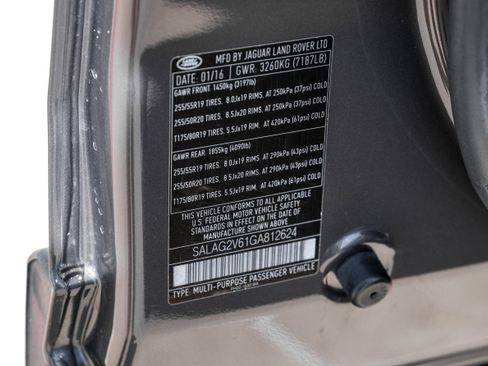 LAND ROVER
MFD BY JAGUAR LAND ROVER LTD
DATE: 01/16 GWR: 3260KG (7187LB)
GAWR FRONT: 1450kg (3197lb)
255/55R19 TIRES. 8.0Jx19 RIMS. AT 250kPa (37psi) COLD
255/50R20 TIRES. 8.5Jx20 RIMS. AT 250kPa (37psi) COLD
T175/80R19 TIRES. 5.5Jx19 RIM. AT 420kPa (61psi) COLD
GAWR REAR: 1855kg (4090lb)
255/55R19 TIRES. 8.0Jx19 RIMS. AT 290kPa (43psi) COLD
255/50R20 TIRES. 8.5Jx20 RIMS. AT 290kPa (43psi) COLD
T175/80R19 TIRES. 5.5Jx19 RIM. AT 420kPa (61psi) COLD
THIS VEHICLE CONFORMS TO ALL APPLICABLE
U.S. FEDERAL MOTOR VEHICLE SAFETY
STANDARDS IN EFFECT ON THE DATE OF
MANUFACTURE SHOWN ABOVE.
SALAG2V61GA812624
TYPE: MULTI-PURPOSE PASSENGER VEHICLE